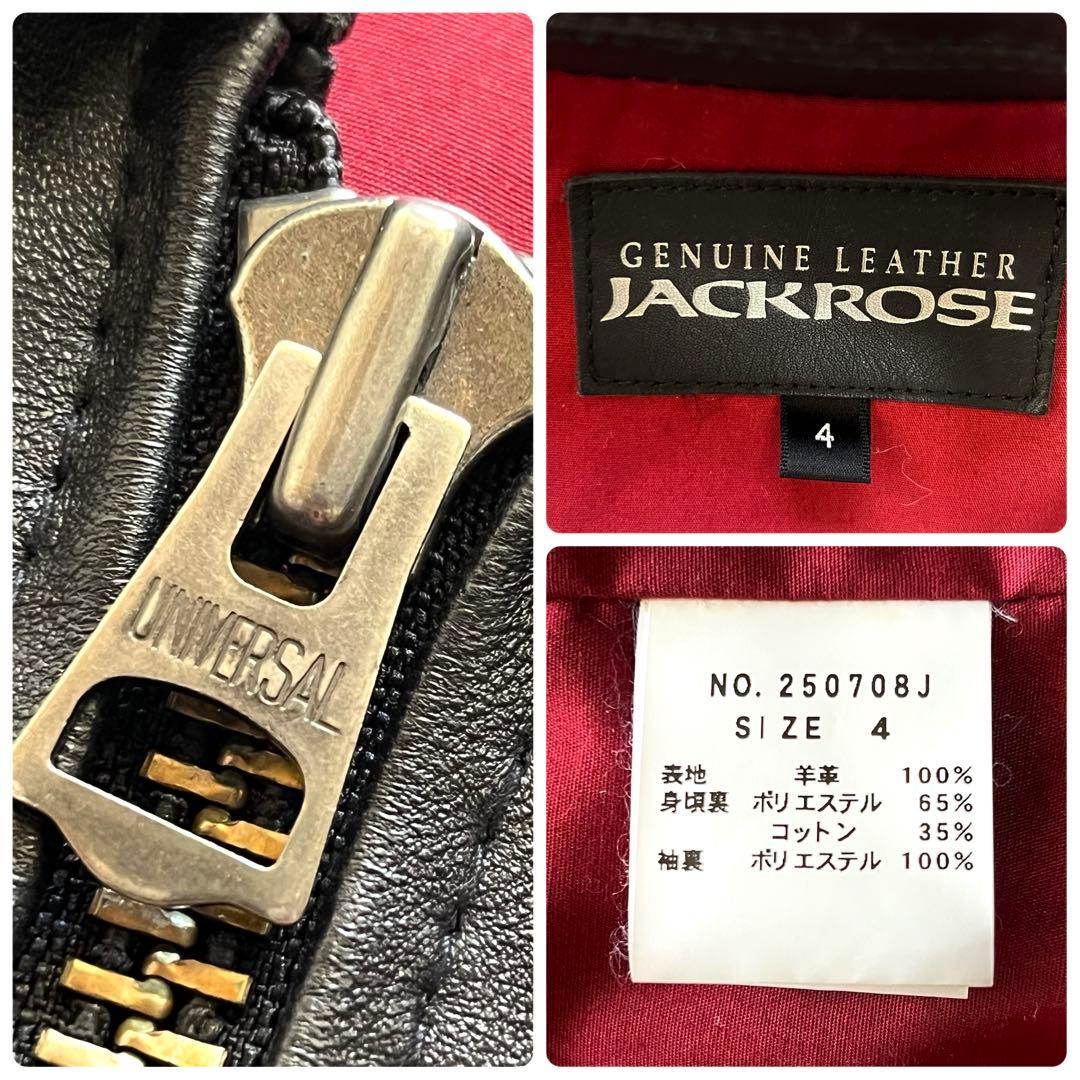 UNIVERSAL
GENUINE LEATHER
JACKROSE
4
NO. 250708J
SIZE 4
表地 羊革 100%
身頃裏 ポリエステル 65%
コットン 35%
袖裏 ポリエステル 100%